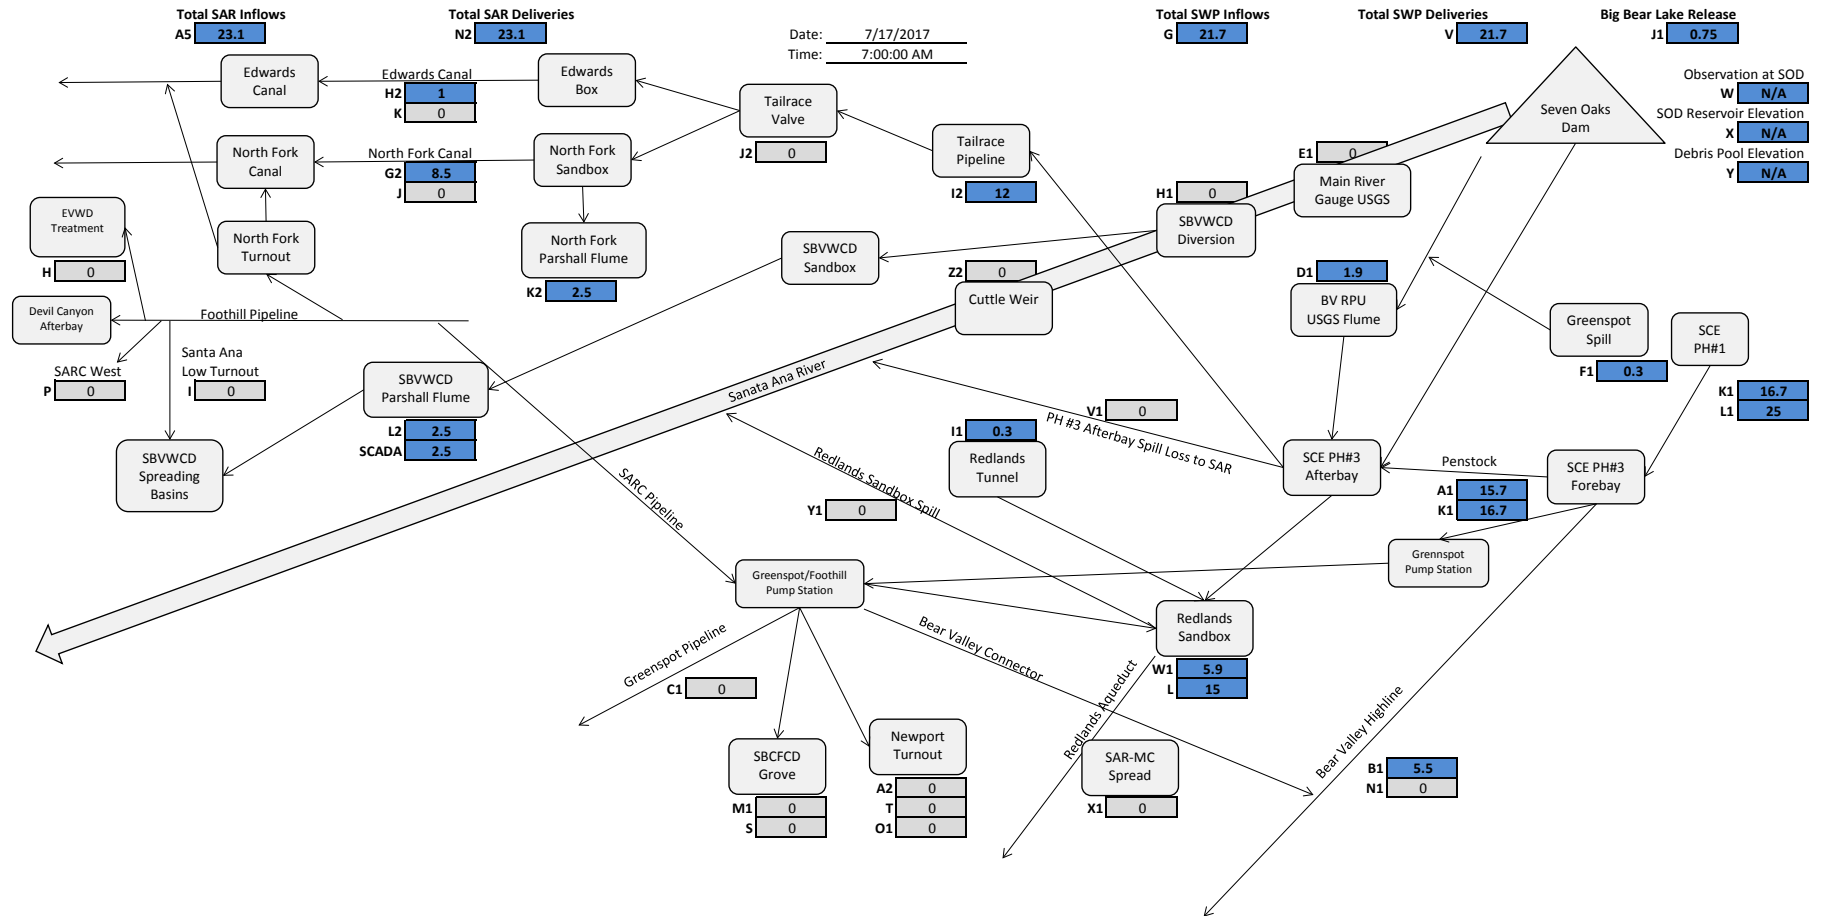 Total SAR Inflows
A5 23.1
Total SAR Deliveries
N2 23.1
Date: 7/17/2017
Time: 7:00:00 AM
Total SWP Inflows
G 21.7
Total SWP Deliveries
V 21.7
Big Bear Lake Release
J1 0.75
Observation at SOD
W N/A
SOD Reservoir Elevation
X N/A
Debris Pool Elevation
Y N/A
Seven Oaks
Dam
Edwards
Canal
Edwards Canal
H2 1
K 0
Edwards
Box
Tailrace
Valve
J2 0
Tailrace
Pipeline
I2 12
E1 0
Main River
Gauge USGS
H1 0
SBVWCD
Diversion
North Fork
Canal
North Fork Canal
G2 8.5
J 0
North Fork
Sandbox
EVWD
Treatment
H 0
North Fork
Turnout
North Fork
Parshall Flume
K2 2.5
SBVWCD
Sandbox
Z2 0
Cuttle Weir
D1 1.9
BV RPU
USGS Flume
Greenspot
Spill
F1 0.3
SCE
PH#1
K1 16.7
L1 25
Devil Canyon
Afterbay
Foothill Pipeline
SARC West
P 0
Santa Ana
Low Turnout
I 0
SBVWCD
Parshall Flume
L2 2.5
SCADA 2.5
SBVWCD
Spreading
Basins
Sanata Ana River
V1 0
PH #3 Afterbay Spill Loss to SAR
I1 0.3
Redlands
Tunnel
Redlands Sandbox Spill
Y1 0
SCE PH#3
Afterbay
Penstock
A1 15.7
K1 16.7
SCE PH#3
Forebay
Grennspot
Pump Station
SARC Pipeline
Greenspot/Foothill
Pump Station
Redlands
Sandbox
W1 5.9
L 15
Greenspot Pipeline
C1 0
Bear Valley Connector
Redlands Aqueduct
Bear Valley Highline
SBCFCD
Grove
M1 0
S 0
Newport
Turnout
A2 0
T 0
O1 0
SAR-MC
Spread
X1 0
B1 5.5
N1 0